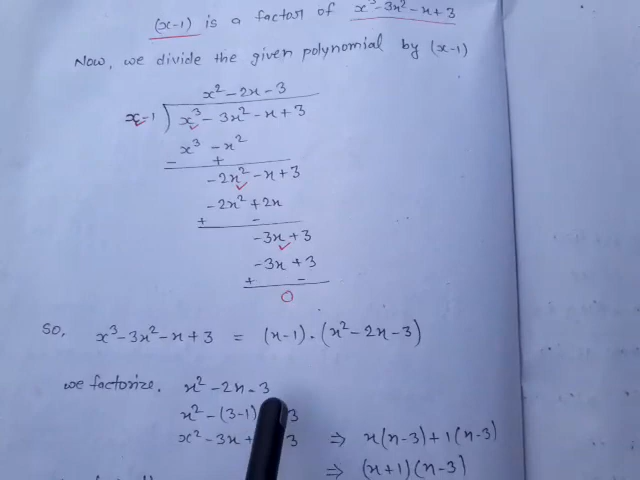 (x-1) is a factor of x³-3x²-x+3
Now, we divide the given polynomial by (x-1)
x²-2x-3
x-1 ) x³-3x²-x+3
x³-x²
- +
-2x²-x+3
-2x²+2x
+ -
-3x+3
-3x+3
+ -
0
So, x³-3x²-x+3 = (x-1).(x²-2x-3)
we factorize. x²-2x-3
x²-(3-1) 3
x²-3x+ 3 ⇒ x(x-3)+1(x-3)
⇒ (x+1)(x-3)